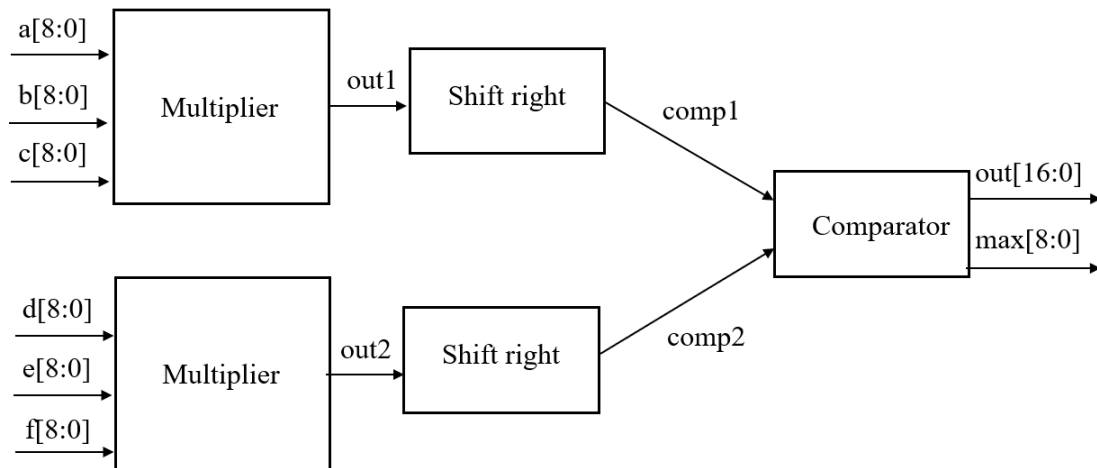 a[8:0]
b[8:0]
c[8:0]
Multiplier
out1
Shift right
comp1
d[8:0]
e[8:0]
f[8:0]
Multiplier
out2
Shift right
comp2
Comparator
out[16:0]
max[8:0]